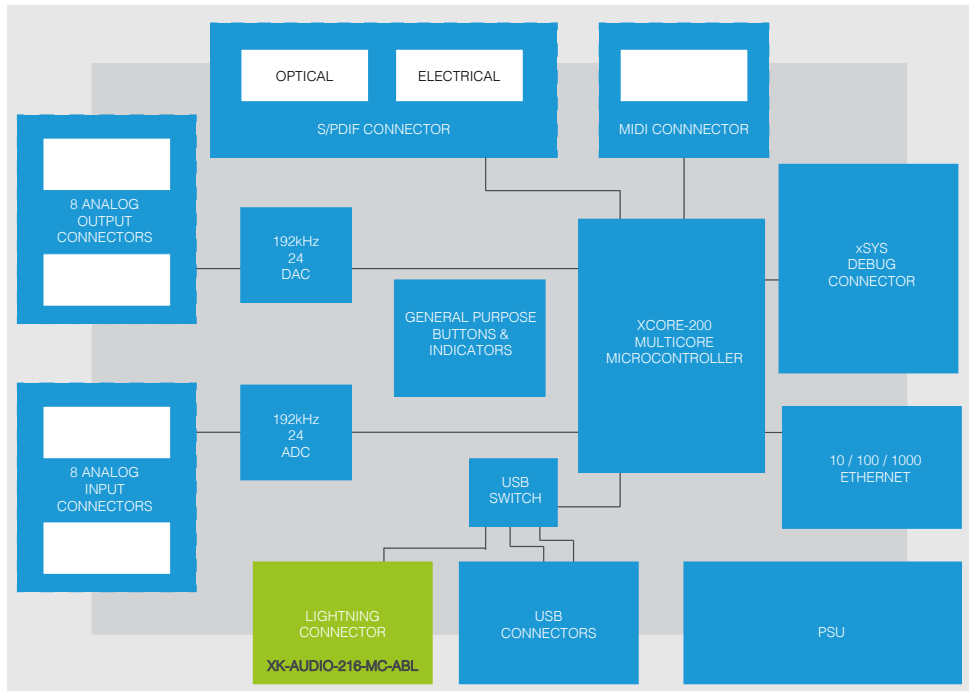 OPTICAL
ELECTRICAL
S/PDIF CONNECTOR
MIDI CONNNECTOR
8 ANALOG
OUTPUT
CONNECTORS
192kHz
24
DAC
xSYS
DEBUG
CONNECTOR
GENERAL PURPOSE
BUTTONS &
INDICATORS
XCORE-200
MULTICORE
MICROCONTROLLER
8 ANALOG
INPUT
CONNECTORS
192kHz
24
ADC
10 / 100 / 1000
ETHERNET
USB
SWITCH
LIGHTNING
CONNECTOR
XK-AUDIO-216-MC-ABL
USB
CONNECTORS
PSU